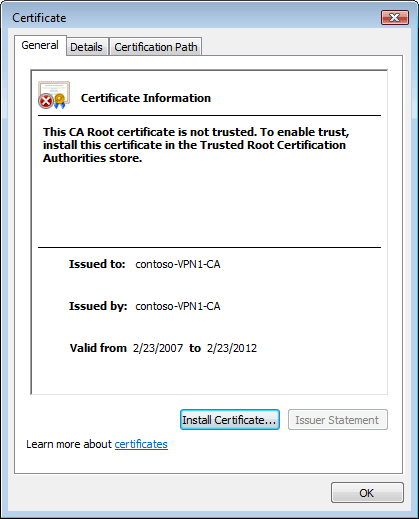 Certificate
General Details Certification Path
Certificate Information
This CA Root certificate is not trusted. To enable trust,
install this certificate in the Trusted Root Certification
Authorities store.
Issued to: contoso-VPN1-CA
Issued by: contoso-VPN1-CA
Valid from 2/23/2007 to 2/23/2012
Install Certificate... Issuer Statement
Learn more about certificates
OK